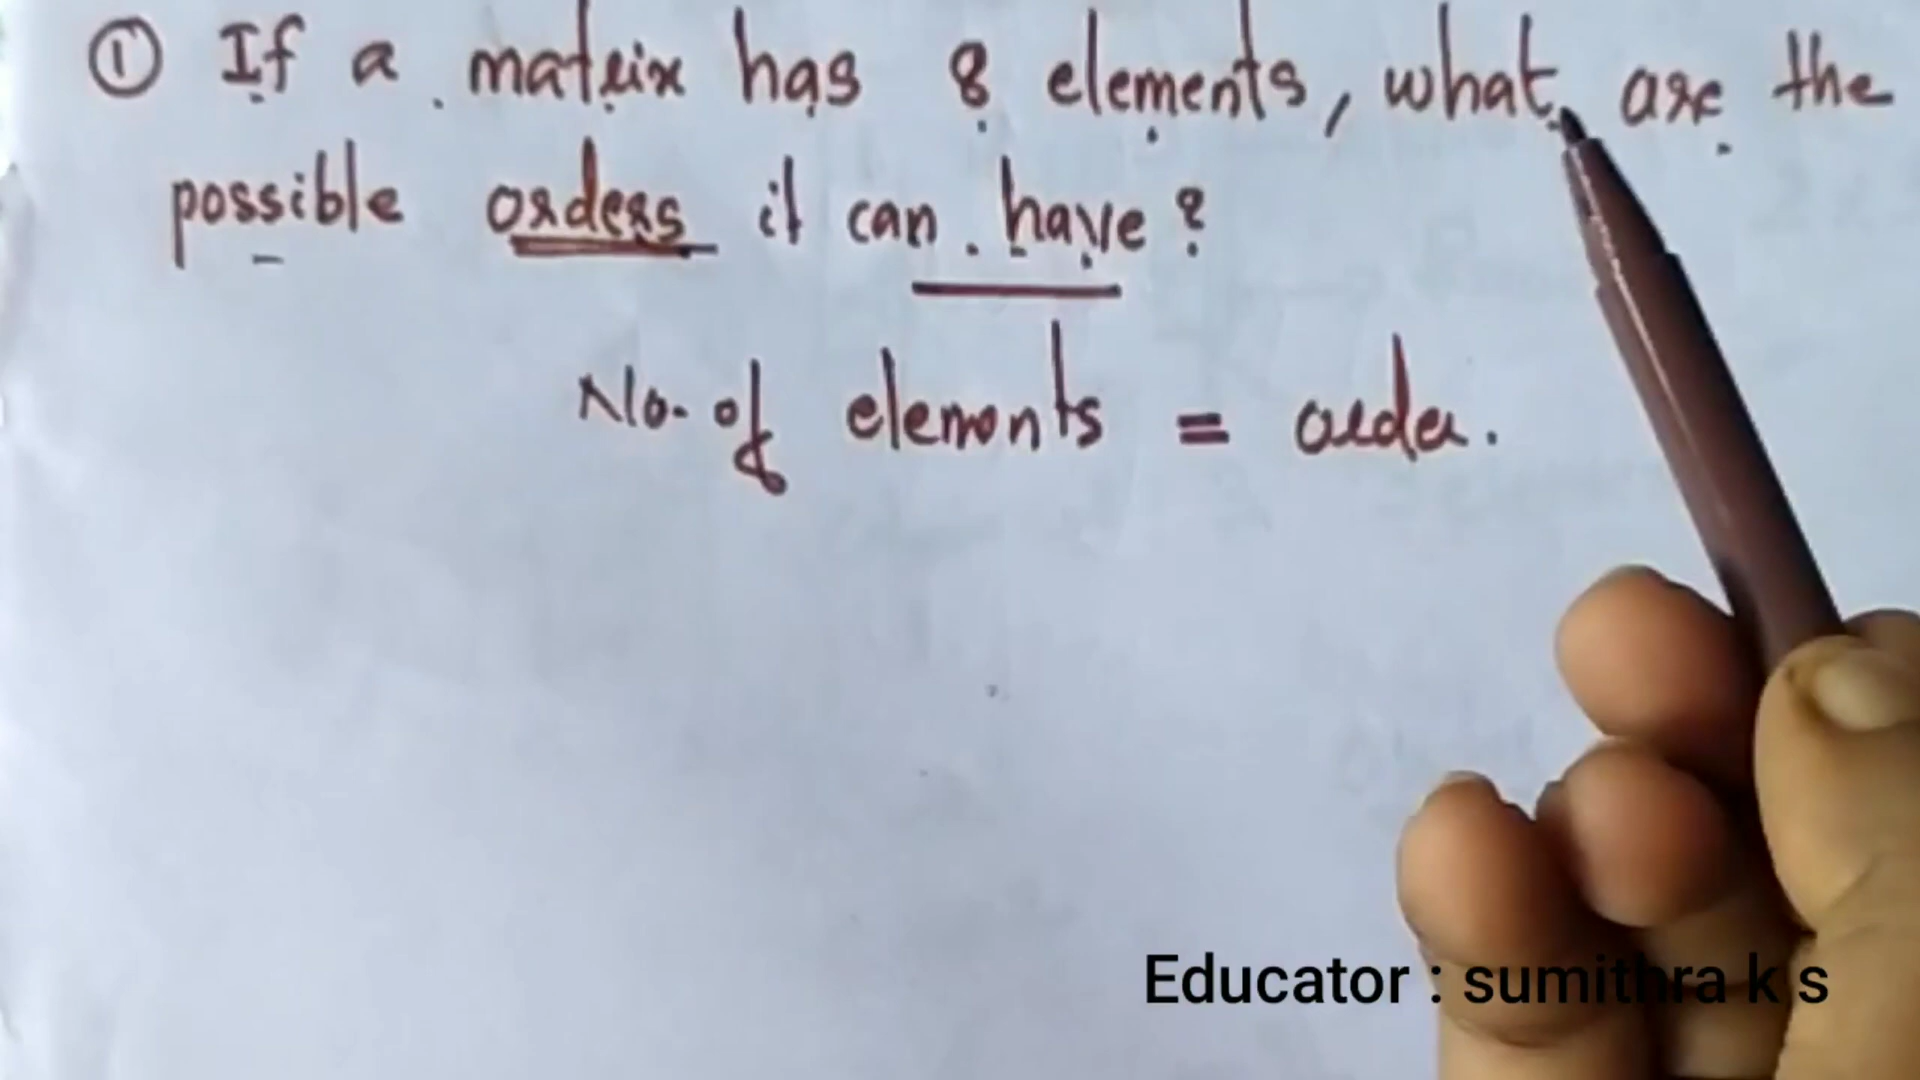 ① If a matrix has 8 elements, what are the
possible orders it can have?
No. of elements = order.
Educator : sumithra k s